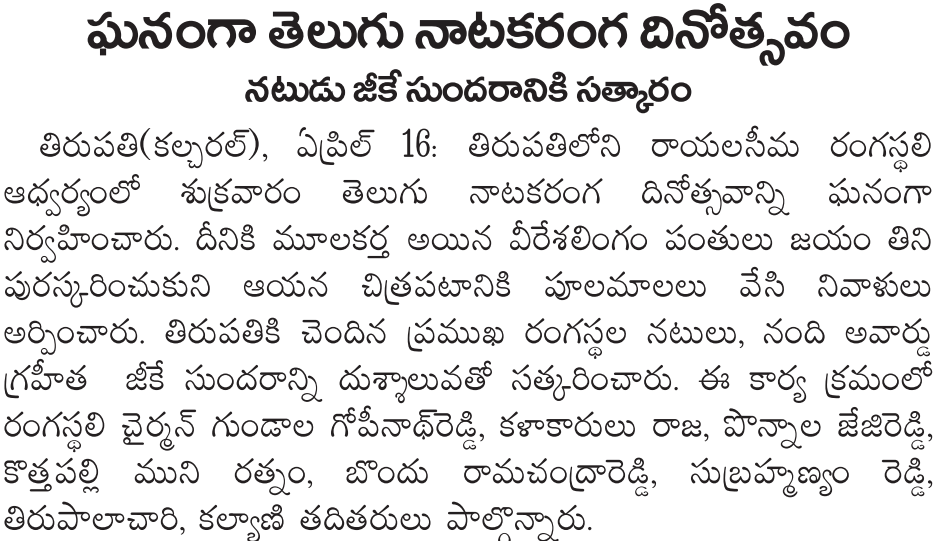 ఘనంగా తెలుగు నాటకరంగ దినోత్సవం
నటుడు జీకే సుందరానికి సత్కారం
తిరుపతి(కల్చరల్), ఏప్రిల్ 16: తిరుపతిలోని రాయలసీమ రంగస్థలి
ఆధ్వర్యంలో శుక్రవారం తెలుగు నాటకరంగ దినోత్సవాన్ని ఘనంగా
నిర్వహించారు. దీనికి మూలకర్త అయిన వీరేశలింగం పంతులు జయం తిని
పురస్కరించుకుని ఆయన చిత్రపటానికి పూలమాలలు వేసి నివాళులు
అర్పించారు. తిరుపతికి చెందిన ప్రముఖ రంగస్థల నటులు, నంది అవార్డు
గ్రహీత జీకే సుందరాన్ని దుశ్శాలువతో సత్కరించారు. ఈ కార్య క్రమంలో
రంగస్థలి ఛైర్మన్ గుండాల గోపీనాథ్‌రెడ్డి, కళాకారులు రాజ, పొన్నాల జేజిరెడ్డి,
కొత్తపల్లి ముని రత్నం, బొందు రామచంద్రారెడ్డి, సుబ్రహ్మణ్యం రెడ్డి,
తిరుపాలాచారి, కల్యాణి తదితరులు పాల్గొన్నారు.